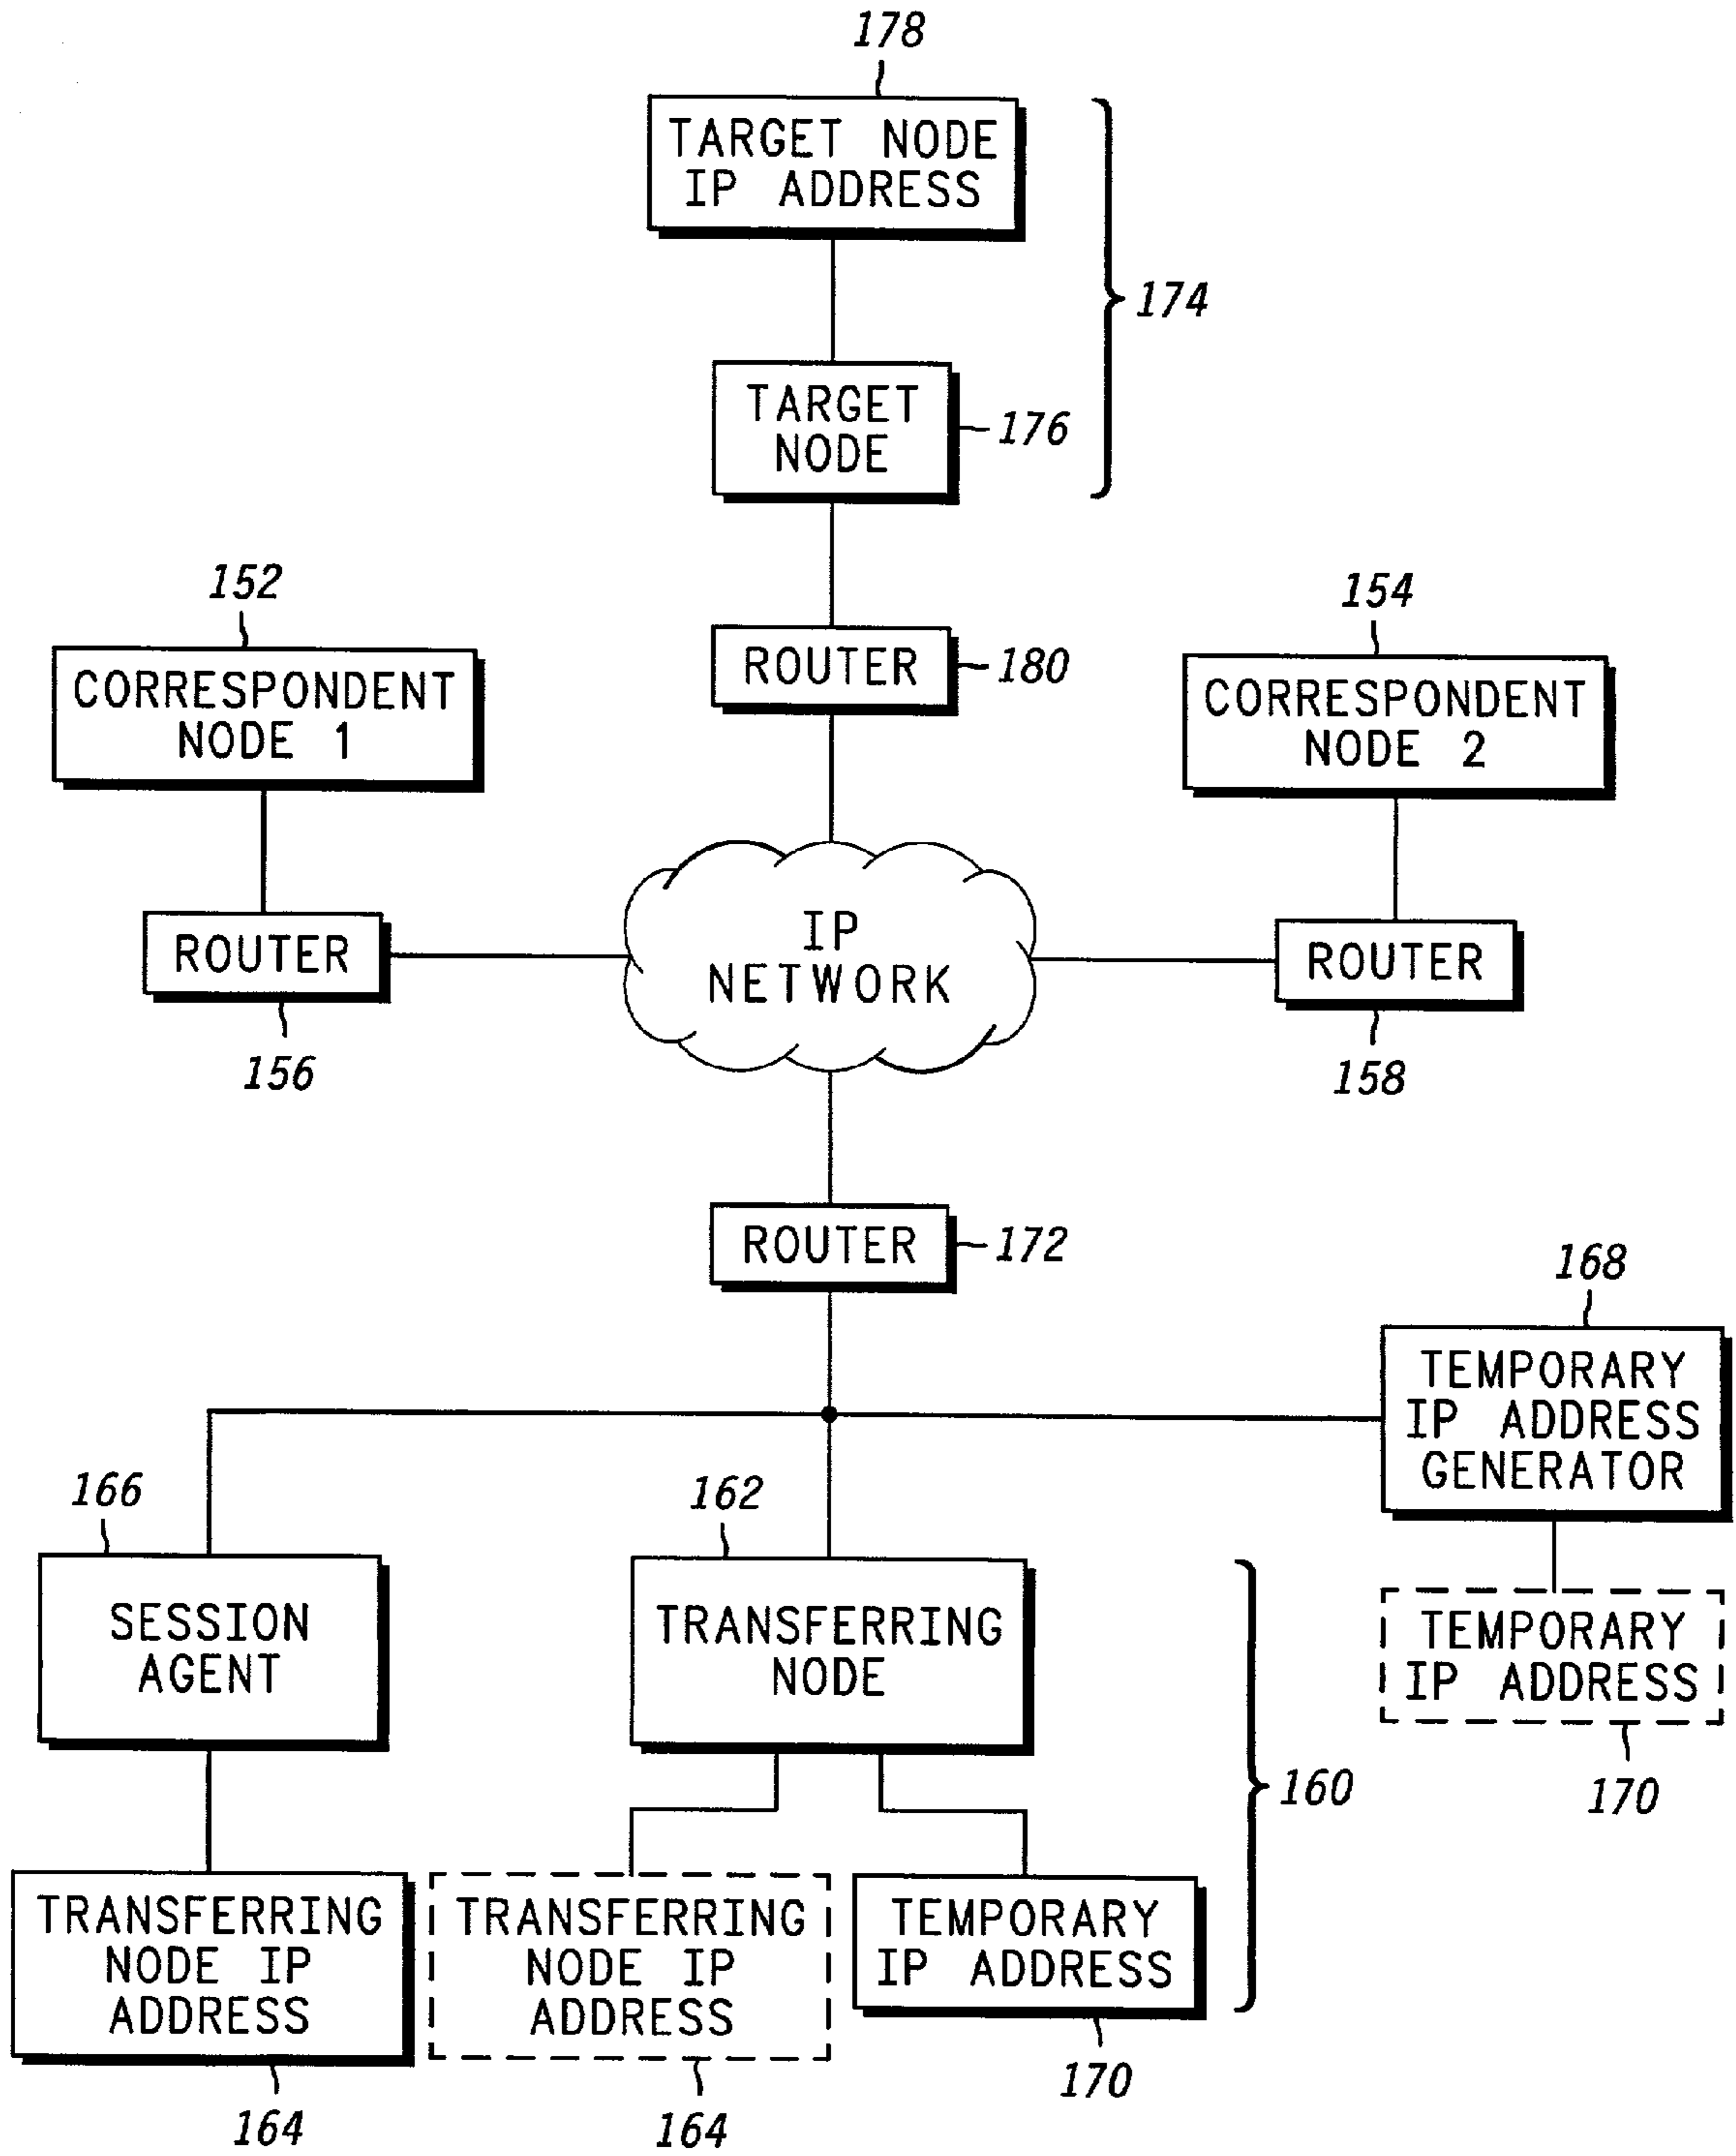 178
TARGET NODE
IP ADDRESS
174
TARGET
NODE
176
152
154
CORRESPONDENT
NODE 1
ROUTER
180
CORRESPONDENT
NODE 2
IP
NETWORK
ROUTER
156
ROUTER
158
ROUTER
172
168
TEMPORARY
IP ADDRESS
GENERATOR
166
162
SESSION
AGENT
TRANSFERRING
NODE
TEMPORARY
IP ADDRESS
170
160
TRANSFERRING
NODE IP
ADDRESS
164
TRANSFERRING
NODE IP
ADDRESS
164
TEMPORARY
IP ADDRESS
170